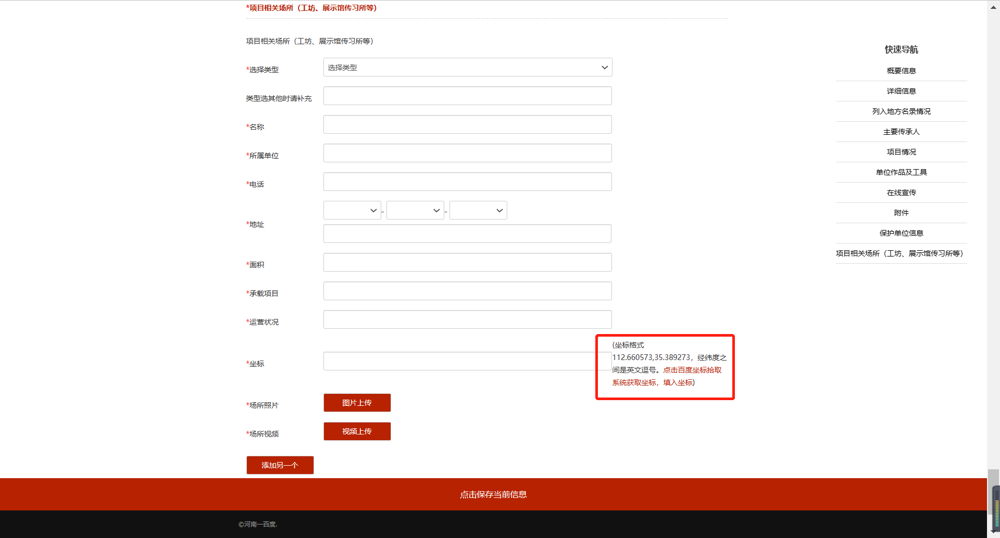 *项目相关场所（工坊、展示馆传习所等）
项目相关场所（工坊、展示馆传习所等）
*选择类型
选择类型
类型选其他时请补充
*名称
*所属单位
*电话
-
-
*地址
*面积
*承载项目
*运营状况
*坐标
(坐标格式
112.660573,35.389273，经纬度之
间是英文逗号。点击百度坐标拾取
系统获取坐标，填入坐标)
*场所照片
图片上传
*场所视频
视频上传
添加另一个
快速导航
概要信息
详细信息
列入地方名录情况
主要传承人
项目情况
单位作品及工具
在线宣传
附件
保护单位信息
项目相关场所（工坊、展示馆传习所等）
点击保存当前信息
©河南一百度.